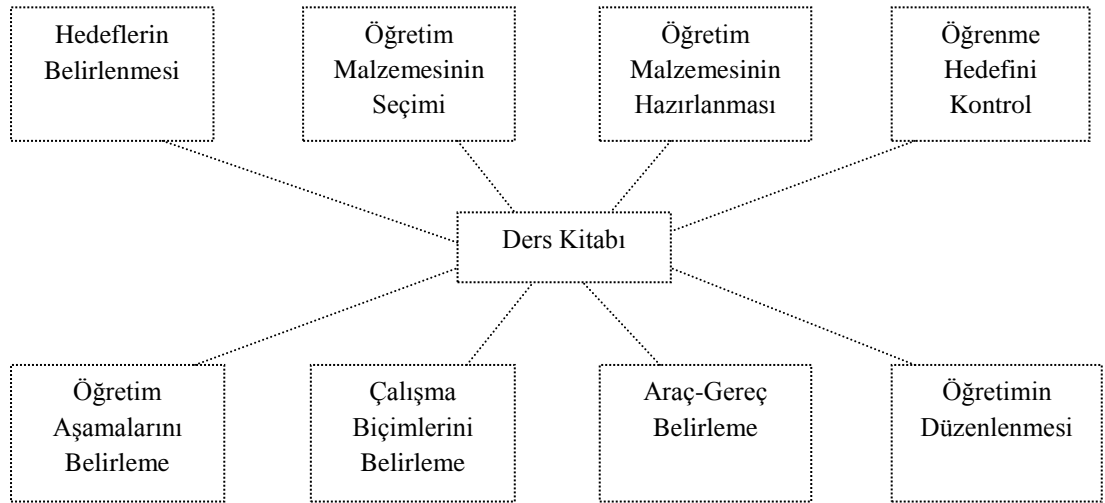 Hedeflerin
Belirlenmesi
Öğretim
Malzemesinin
Seçimi
Öğretim
Malzemesinin
Hazırlanması
Öğrenme
Hedefini
Kontrol
Ders Kitabı
Öğretim
Aşamalarını
Belirleme
Çalışma
Biçimlerini
Belirleme
Araç-Gereç
Belirleme
Öğretimin
Düzenlenmesi